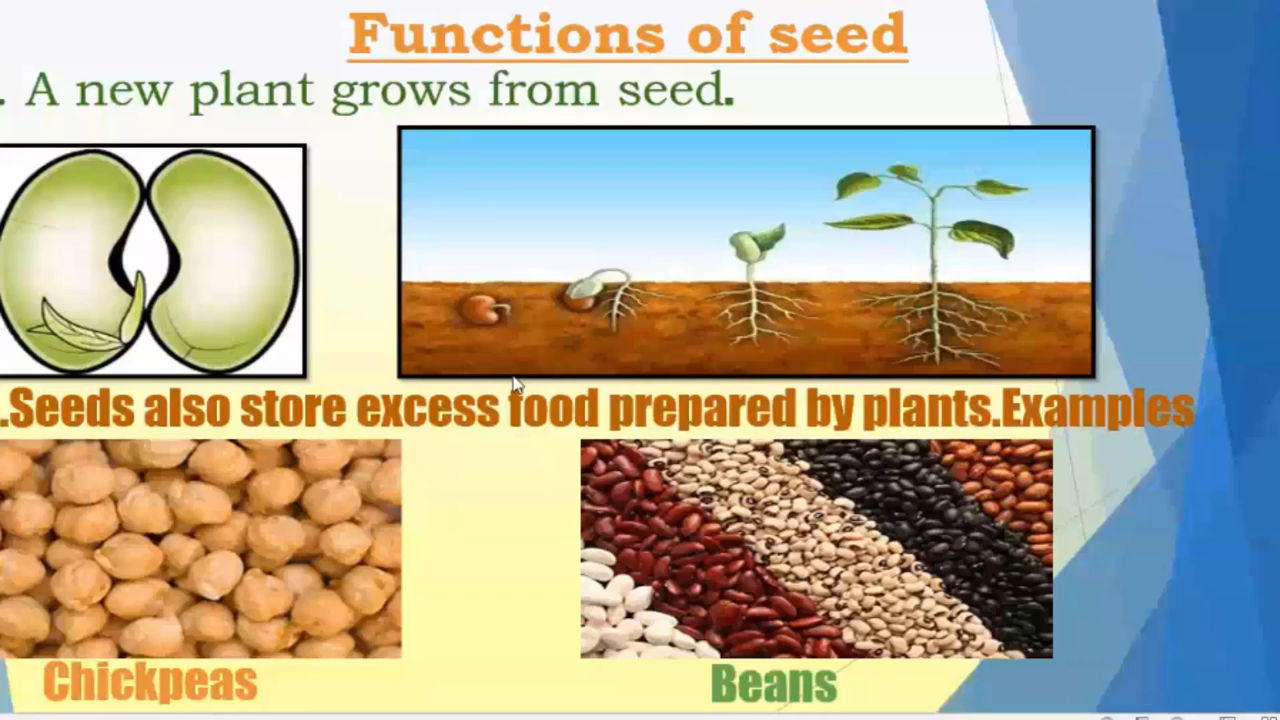 Functions of seed
. A new plant grows from seed.
.Seeds also store excess food prepared by plants.Examples
Chickpeas
Beans